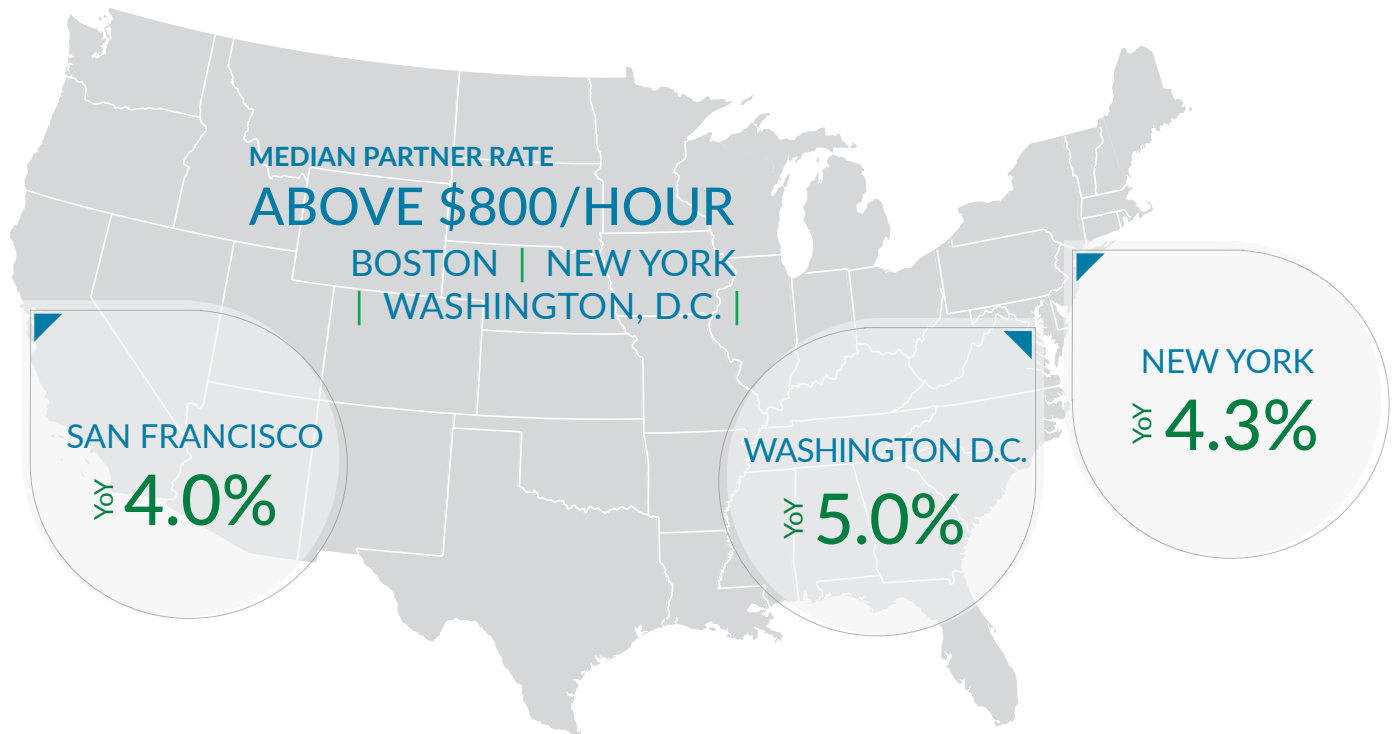 MEDIAN PARTNER RATE
ABOVE $800/HOUR
BOSTON | NEW YORK
| WASHINGTON, D.C. |
SAN FRANCISCO
YoY 4.0%
WASHINGTON D.C.
YoY 5.0%
NEW YORK
YoY 4.3%